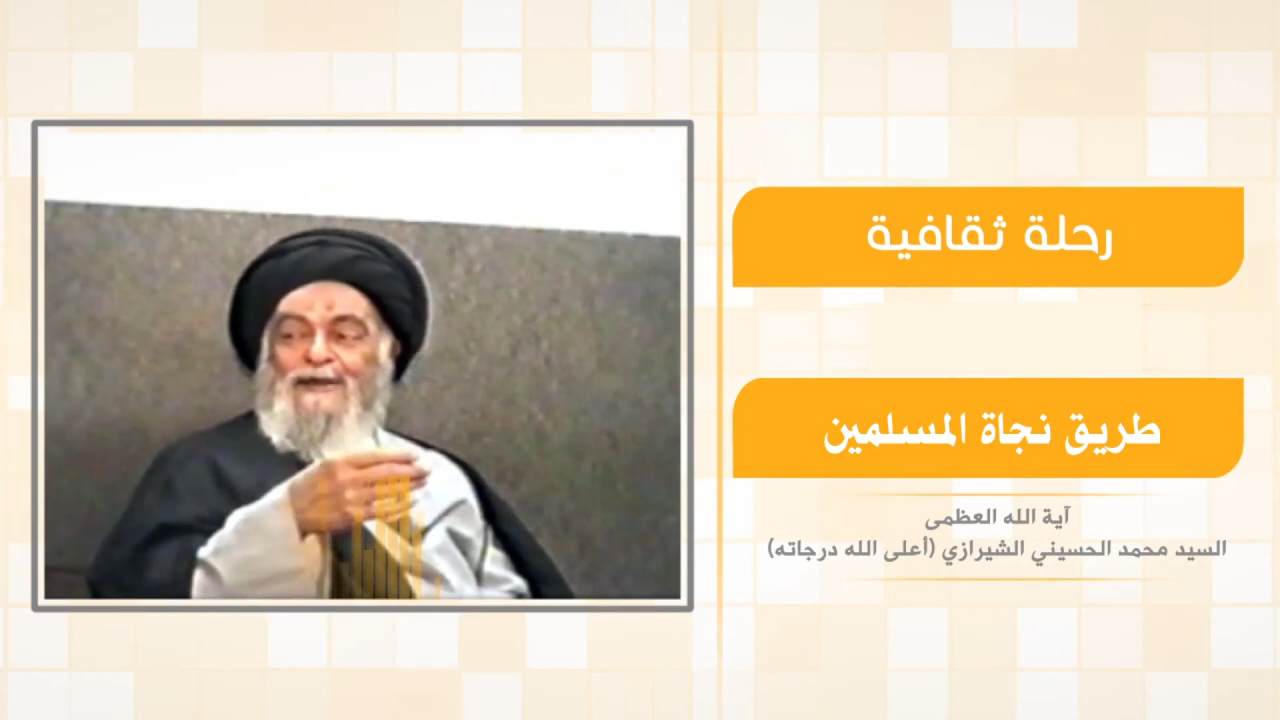 رحلة ثقافية
طريق نجاة المسلمين
آية الله العظمى
السيد محمد الحسيني الشيرازي (أعلى الله درجاته)